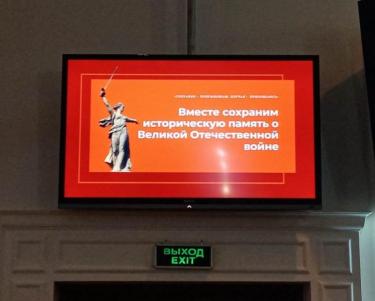 Вместе сохраним
историческую память о
Великой Отечественной
войне
ВЫХОД
EXIT